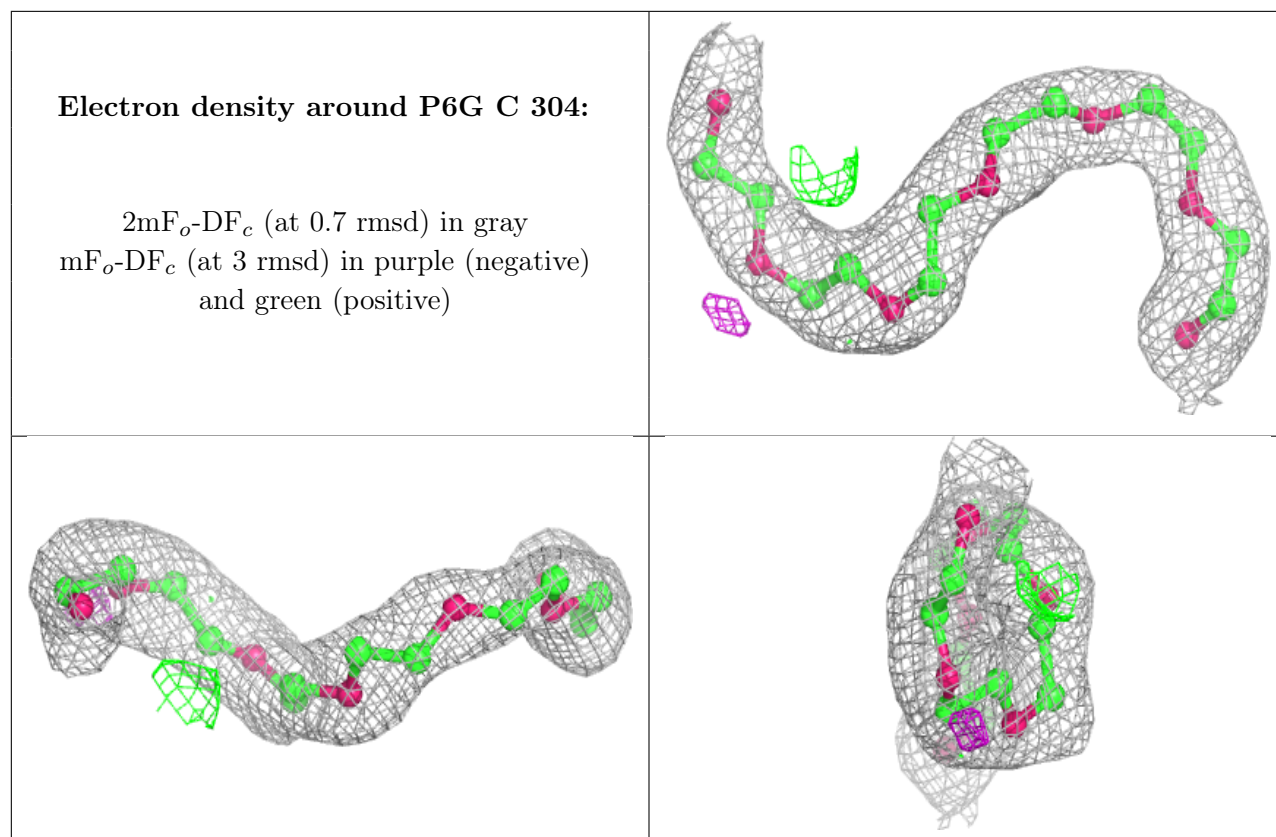 Electron density around P6G C 304:
2mFo-DFc (at 0.7 rmsd) in gray
mFo-DFc (at 3 rmsd) in purple (negative)
and green (positive)